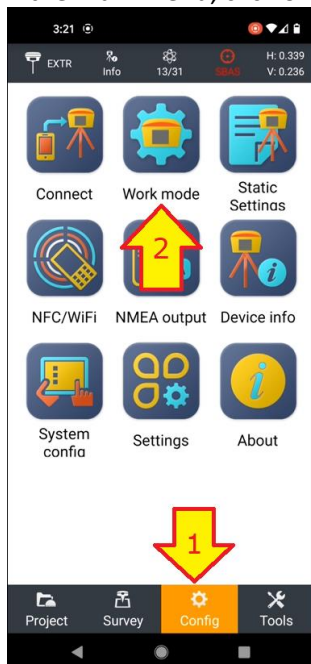 3:21
EXTR Info 13/31 SBAS H: 0.339
V: 0.236
Connect Work mode Static
Settings
2
NFC/WiFi NMEA output Device info
System
config Settings About
1
Project Survey Config Tools